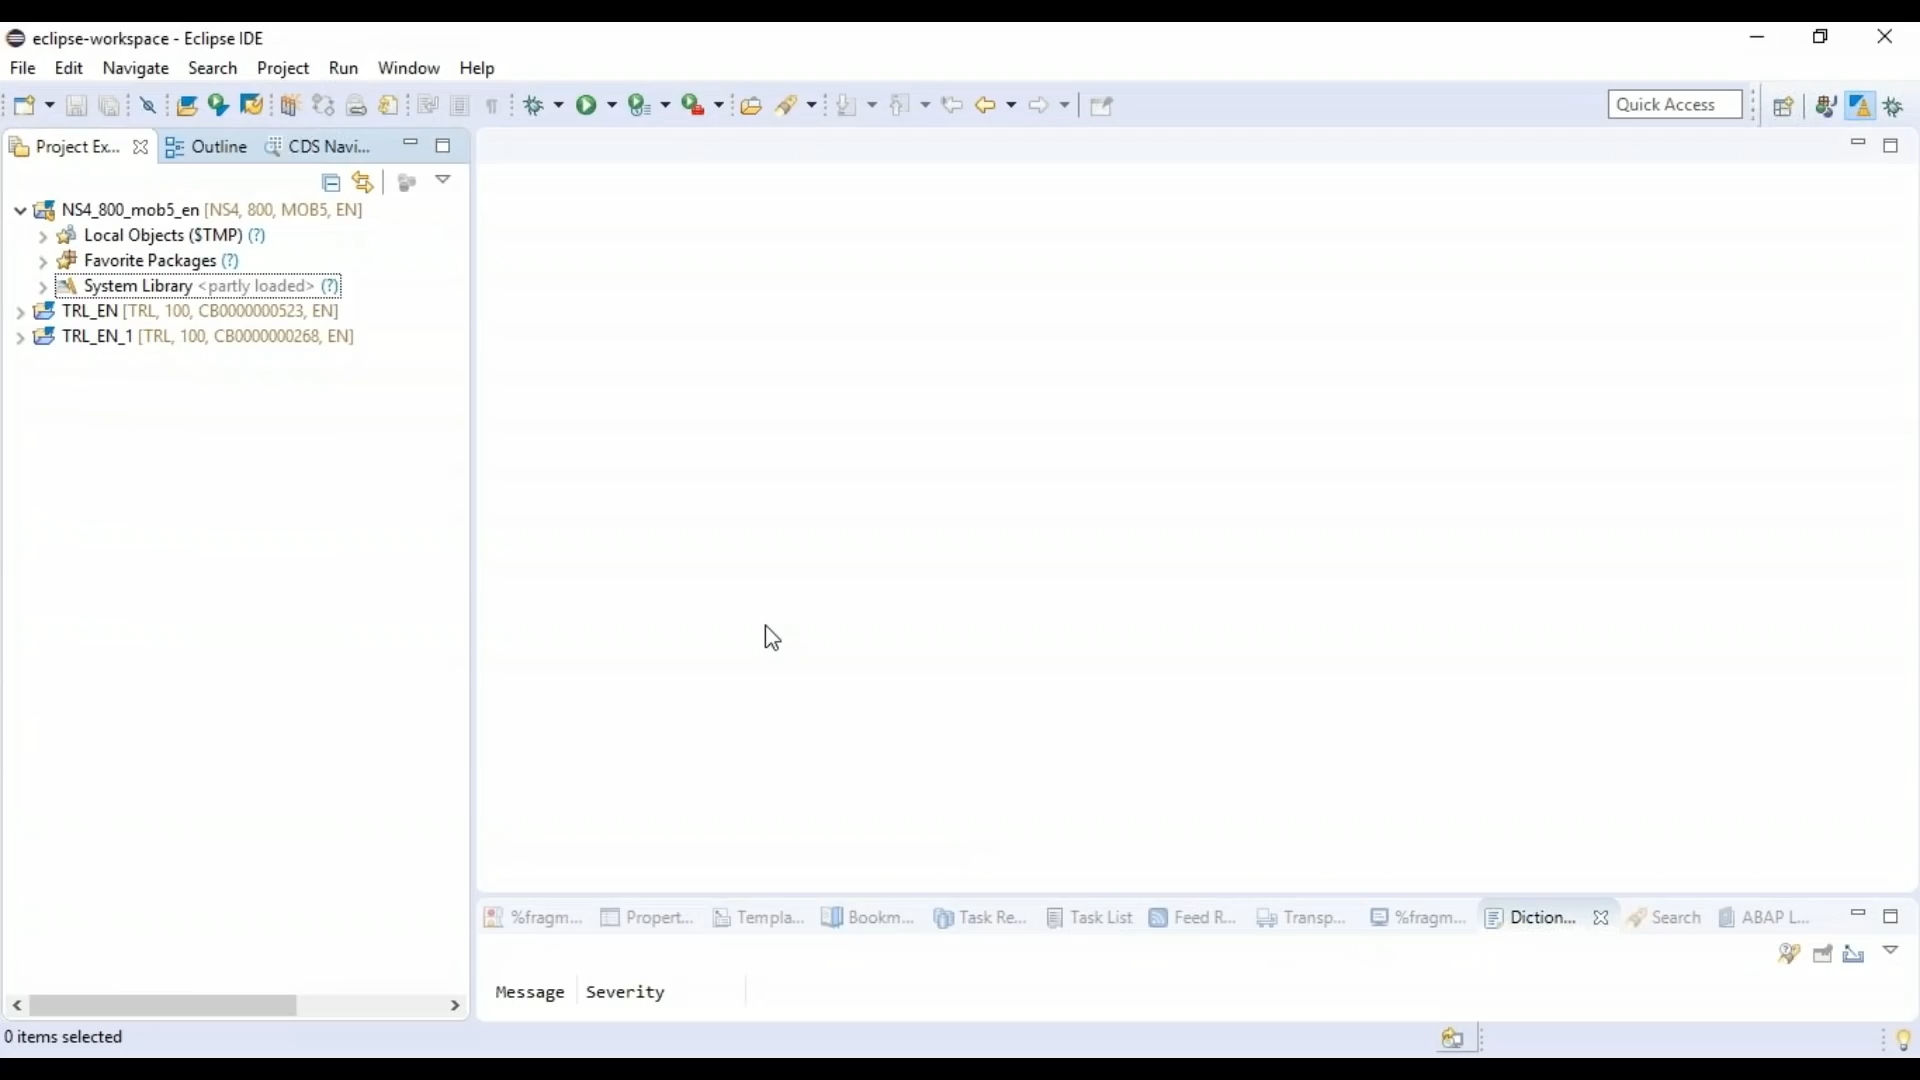 eclipse-workspace - Eclipse IDE
File Edit Navigate Search Project Run Window Help
Quick Access
Project Ex... Outline CDS Navi...
NS4_800_mob5_en [NS4, 800, MOB5, EN]
Local Objects ($TMP) (?)
Favorite Packages (?)
System Library <partly loaded> (?)
TRL_EN [TRL, 100, CB0000000523, EN]
TRL_EN_1 [TRL, 100, CB0000000268, EN]
%fragm... Propert... Templa... Bookm... Task Re... Task List Feed R... Transp... %fragm... Diction... Search ABAP L...
Message Severity
0 items selected